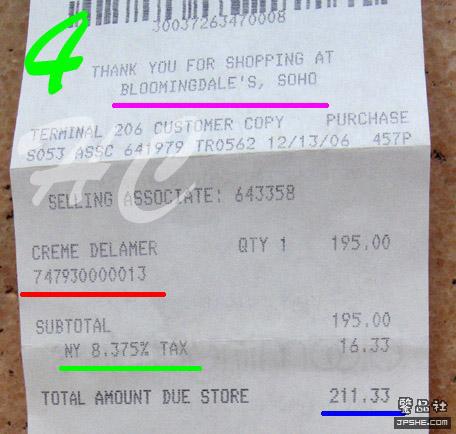 4
30037263470008
THANK YOU FOR SHOPPING AT
BLOOMINGDALE'S, SOHO
TERMINAL 206 CUSTOMER COPY PURCHASE
S053 ASSC 641979 TR0562 12/13/06 457P
HC
SELLING ASSOCIATE: 643358
CREME DELAMER QTY 1 195.00
747930000013
SUBTOTAL 195.00
NY 8.375% TAX 16.33
TOTAL AMOUNT DUE STORE 211.33
鉴品社
JPSHE.COM